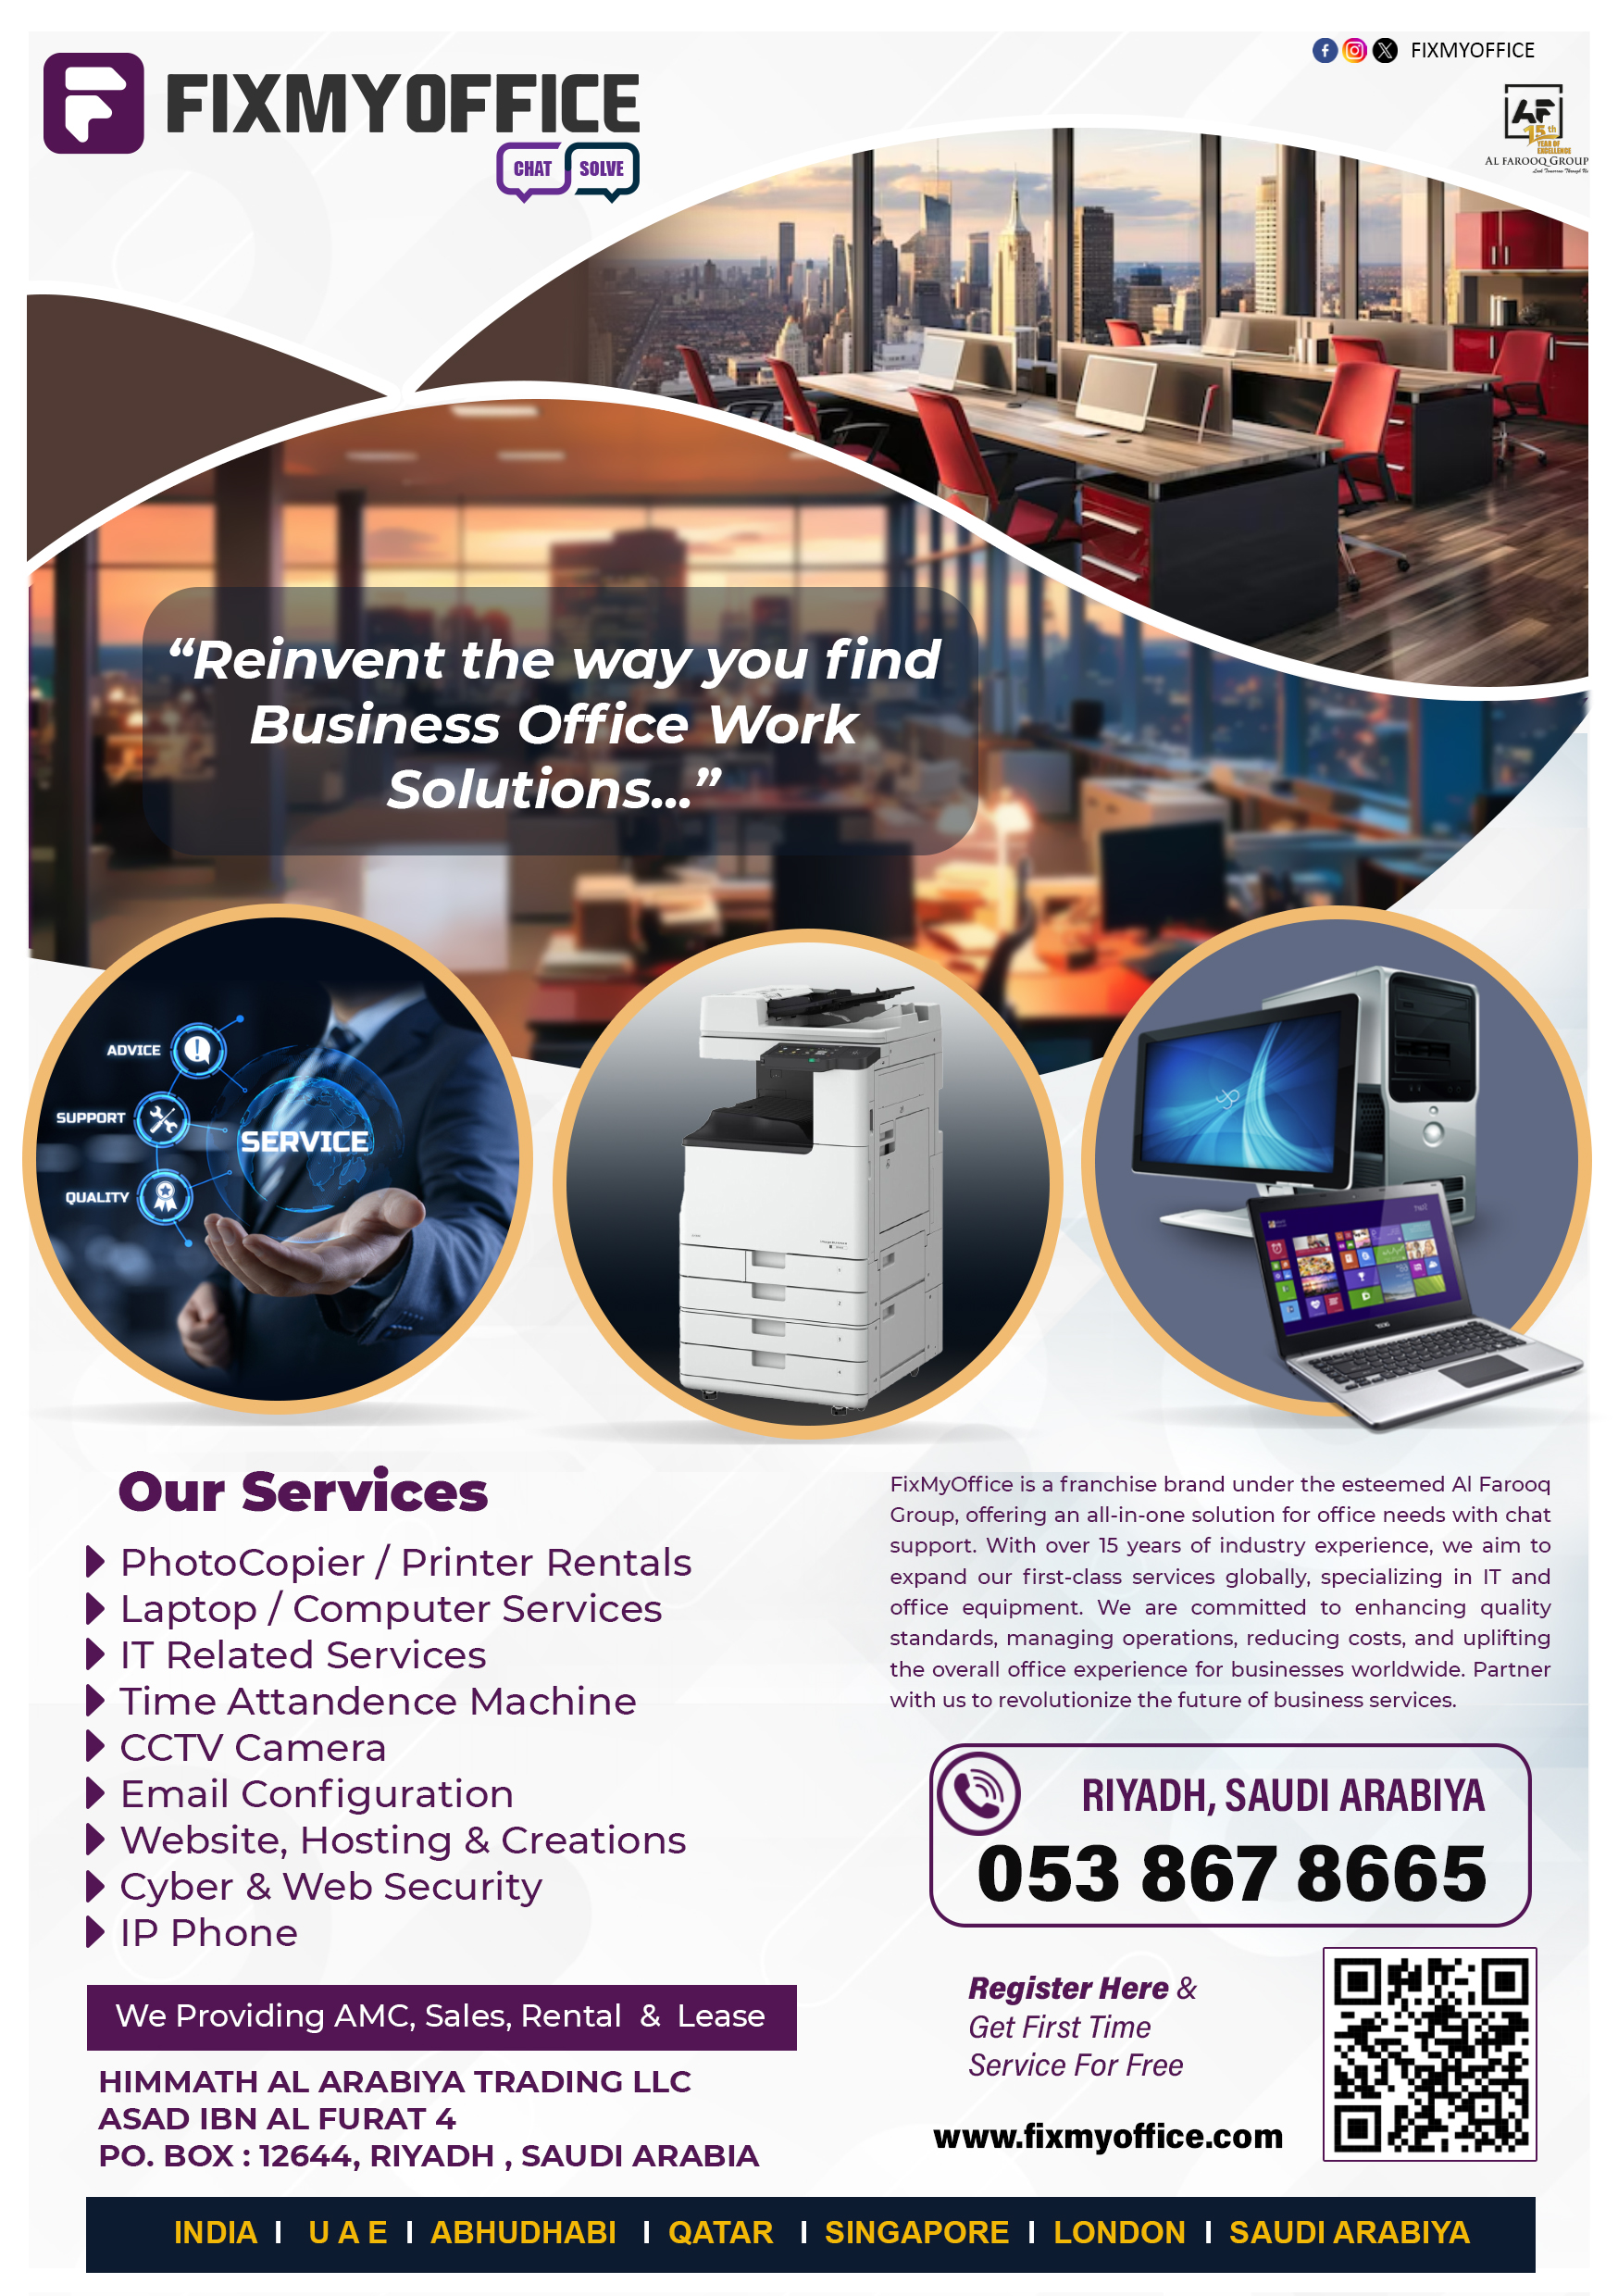 FIXMYOFFICE
CHAT SOLVE
FIXMYOFFICE
AF
15th
YEAR OF
EXCELLENCE
AL FAROOQ GROUP
“Reinvent the way you find
Business Office Work
Solutions...”
ADVICE
SUPPORT
QUALITY
SERVICE
Our Services
PhotoCopier / Printer Rentals
Laptop / Computer Services
IT Related Services
Time Attandence Machine
CCTV Camera
Email Configuration
Website, Hosting & Creations
Cyber & Web Security
IP Phone
We Providing AMC, Sales, Rental & Lease
HIMMATH AL ARABIYA TRADING LLC
ASAD IBN AL FURAT 4
PO. BOX : 12644, RIYADH , SAUDI ARABIA
FixMyOffice is a franchise brand under the esteemed Al Farooq
Group, offering an all-in-one solution for office needs with chat
support. With over 15 years of industry experience, we aim to
expand our first-class services globally, specializing in IT and
office equipment. We are committed to enhancing quality
standards, managing operations, reducing costs, and uplifting
the overall office experience for businesses worldwide. Partner
with us to revolutionize the future of business services.
RIYADH, SAUDI ARABIYA
053 867 8665
Register Here &
Get First Time
Service For Free
www.fixmyoffice.com
INDIA I U A E I ABHUDHABI I QATAR I SINGAPORE I LONDON I SAUDI ARABIYA